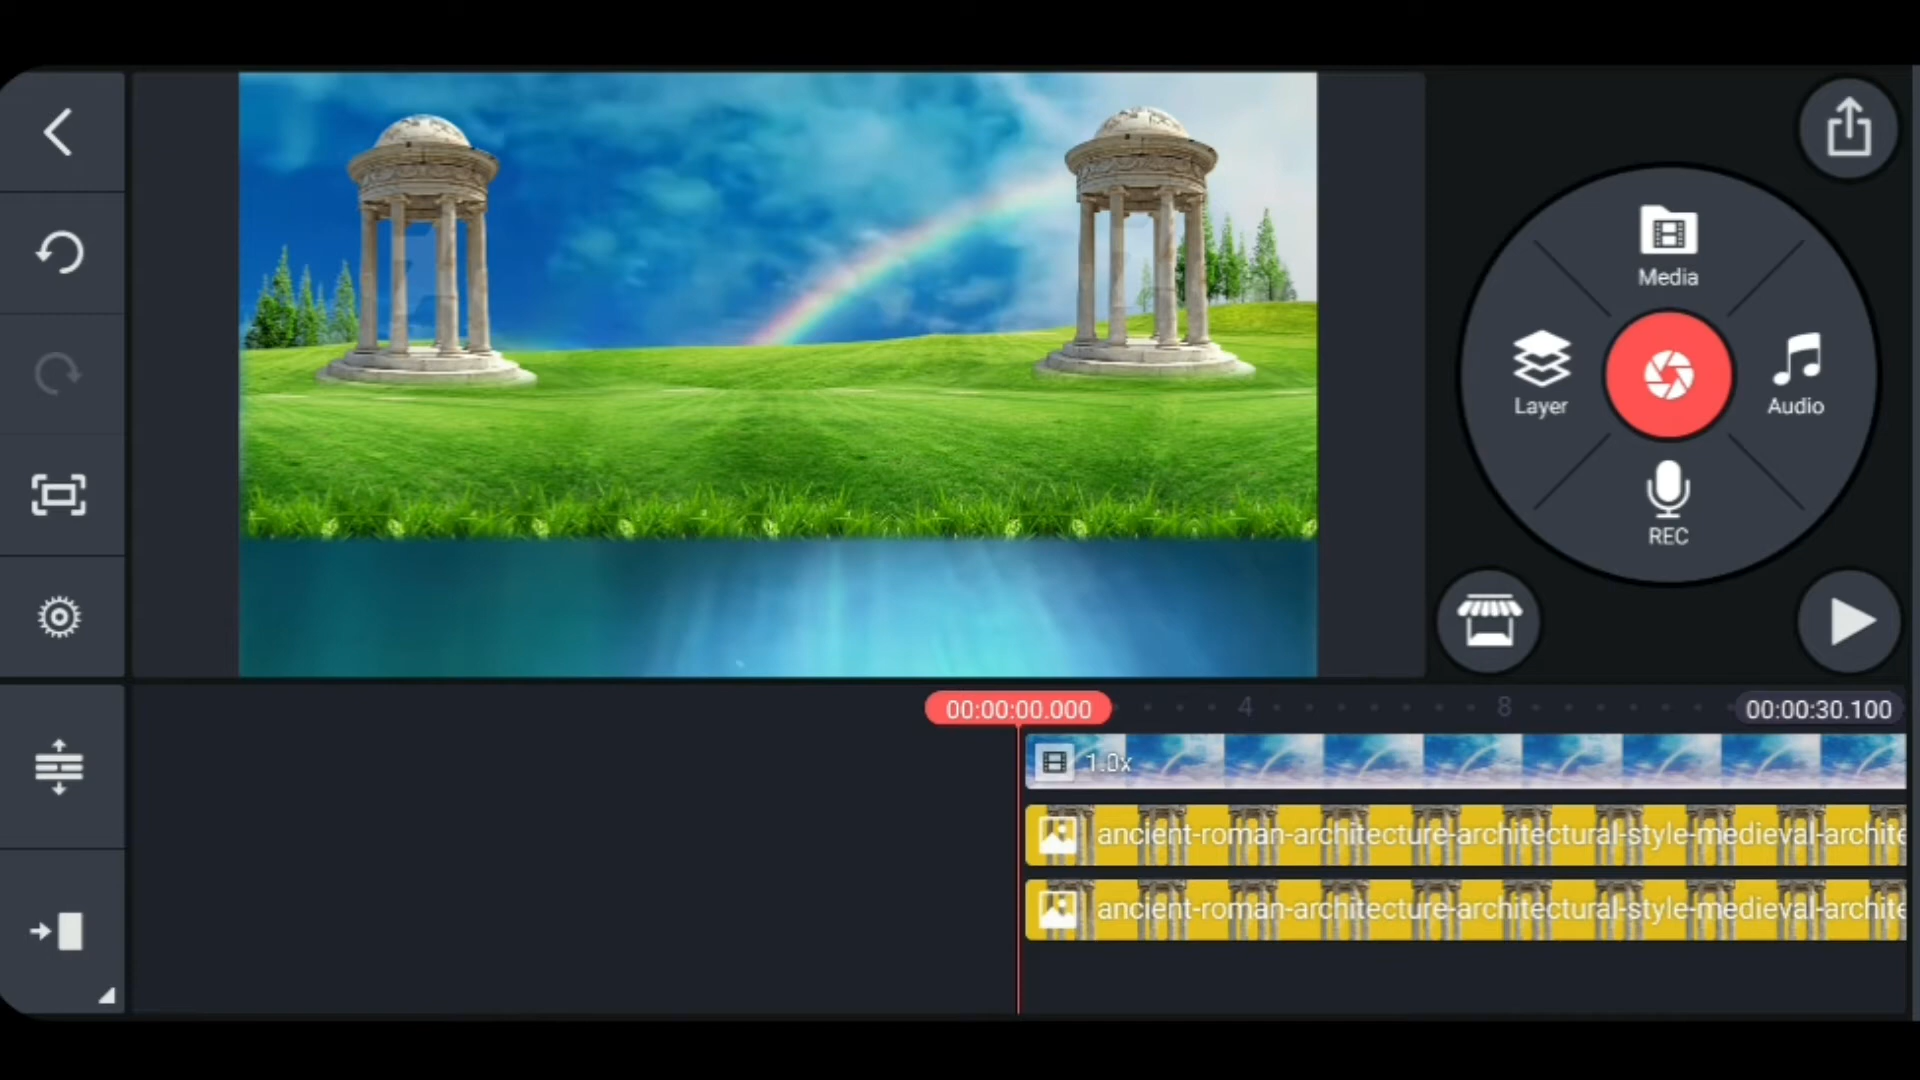 Media
Layer
Audio
REC
00:00:00.000
4
8
00:00:30.100
1.0x
ancient-roman-architecture-architectural-style-medieval-archite
ancient-roman-architecture-architectural-style-medieval-archite